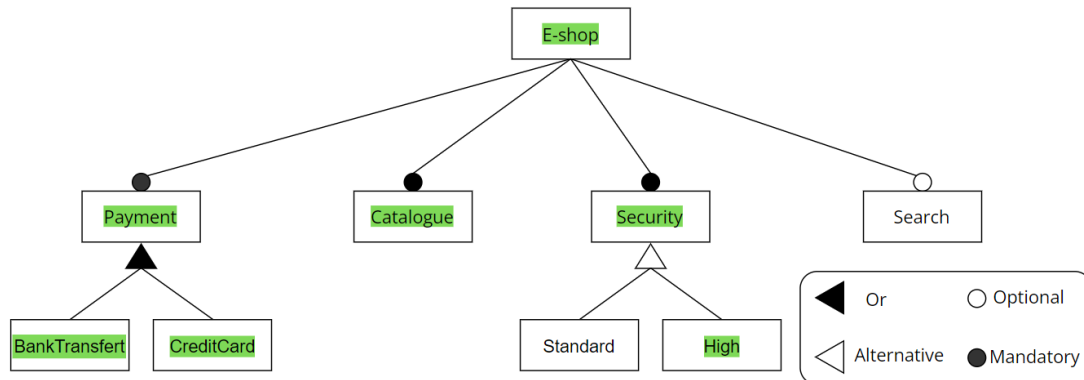 E-shop
Payment
Catalogue
Security
Search
BankTransfert
CreditCard
Standard
High
Or
Optional
Alternative
Mandatory